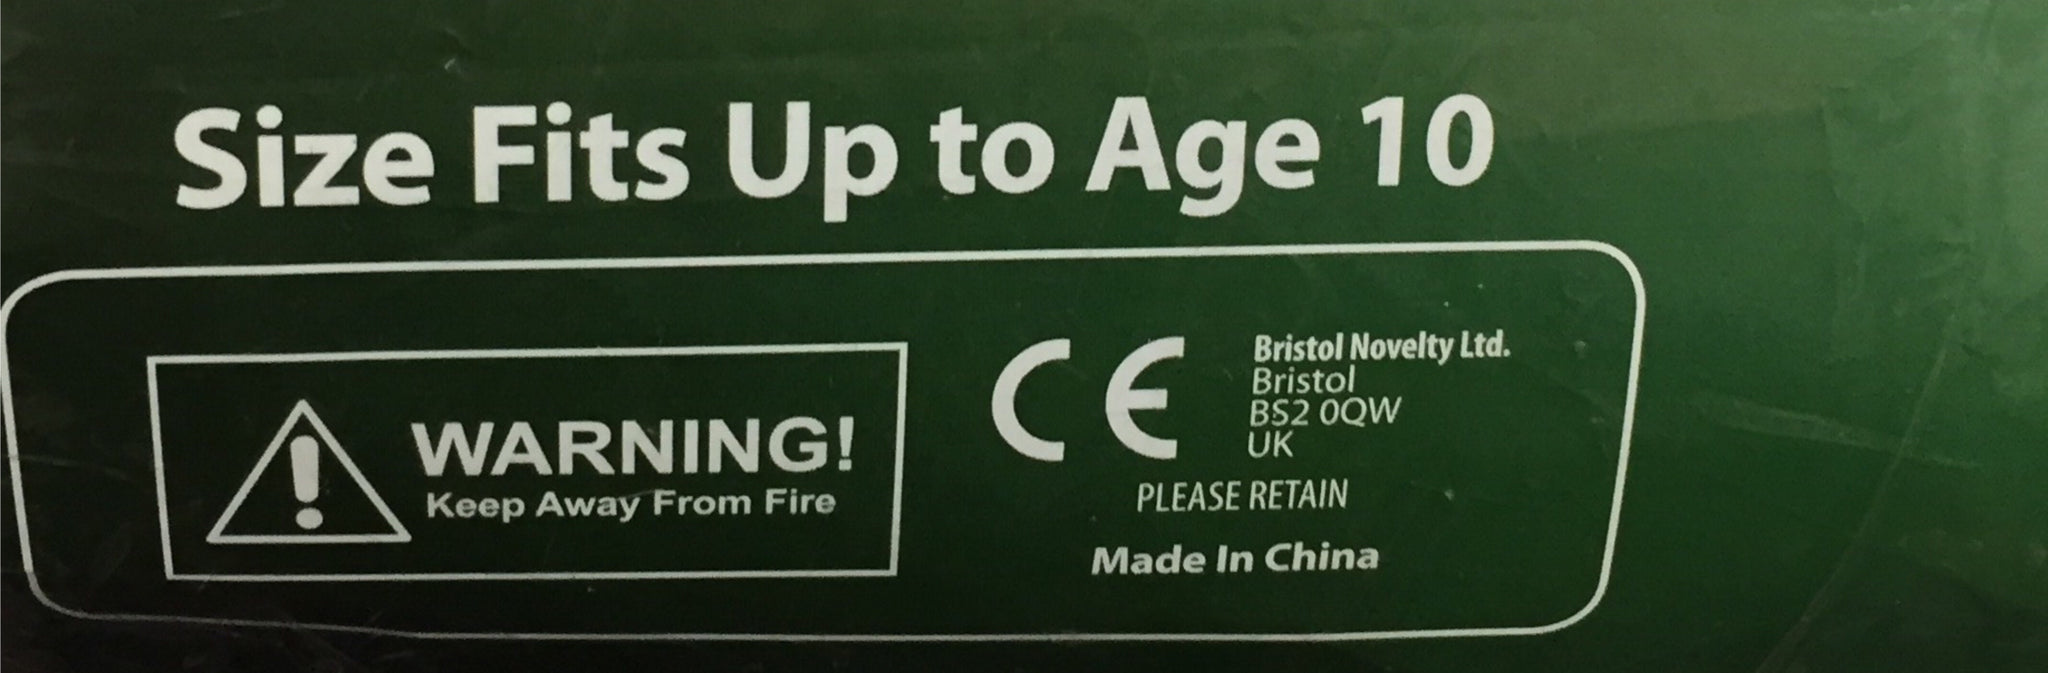 Size Fits Up to Age 10
WARNING!
Keep Away From Fire
CE
Bristol Novelty Ltd.
Bristol
BS2 0QW
UK
PLEASE RETAIN
Made In China